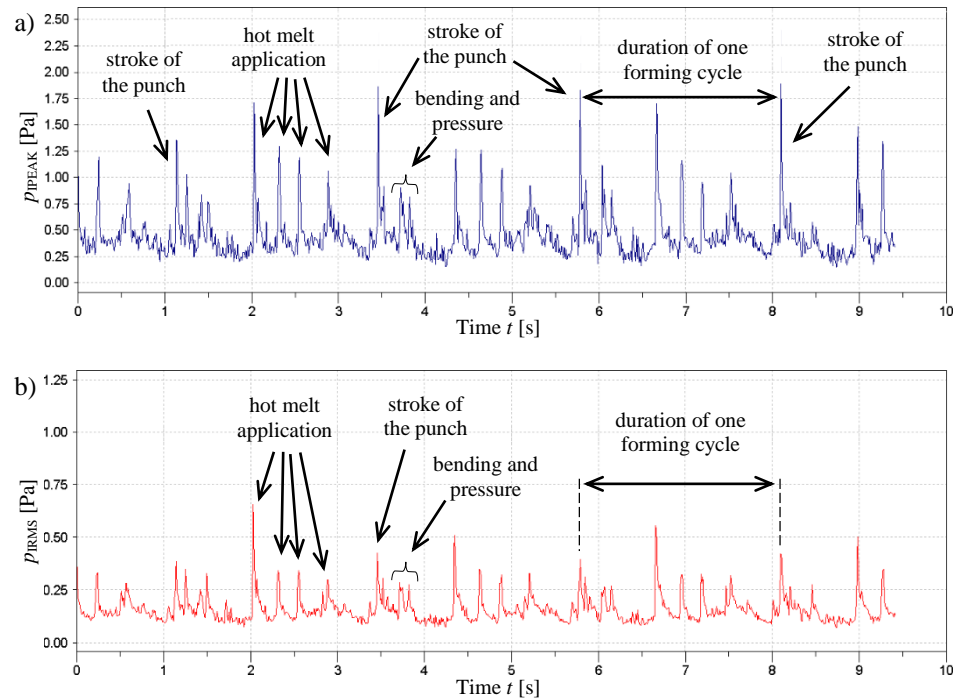 a)
2.50
2.25
2.00
1.75
1.50
1.25
1.00
0.75
0.50
0.25
0.00
pIPEAK [Pa]
stroke of
the punch
hot melt
application
stroke of
the punch
bending and
pressure
duration of one
forming cycle
stroke of
the punch
0 1 2 3 4 5 6 7 8 9 10
Time t [s]
b)
1.25
1.00
0.75
0.50
0.25
0.00
pIRMS [Pa]
hot melt
application
stroke of
the punch
bending and
pressure
duration of one
forming cycle
0 1 2 3 4 5 6 7 8 9 10
Time t [s]